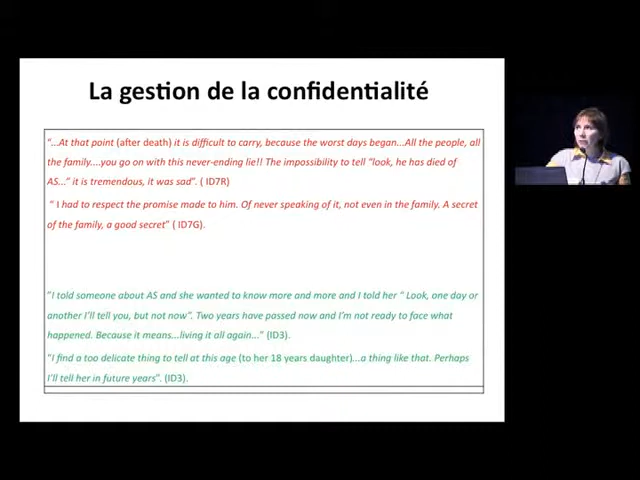 La gestion de la confidentialité
"...At that point (after death) it is difficult to carry, because the worst days began...All the people, all
the family....you go on with this never-ending lie!! The impossibility to tell "look, he has died of
AS..." it is tremendous, it was sad". ( ID7R)
" I had to respect the promise made to him. Of never speaking of it, not even in the family. A secret
of the family, a good secret" ( ID7G).
"I told someone about AS and she wanted to know more and more and I told her " Look, one day or
another I'll tell you, but not now". Two years have passed now and I'm not ready to face what
happened. Because it means...living it all again..." (ID3).
"I find a too delicate thing to tell at this age (to her 18 years daughter)...a thing like that. Perhaps
I'll tell her in future years". (ID3).